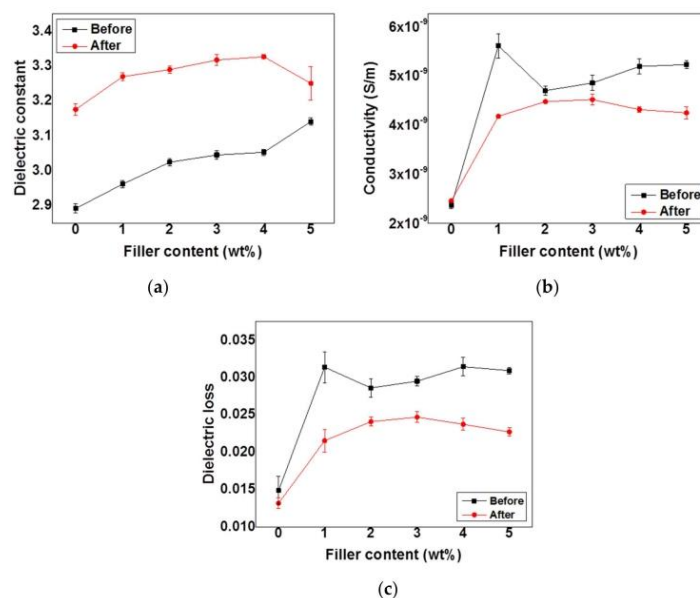 Before
After
Dielectric constant
3.4
3.3
3.2
3.1
3.0
2.9
0 1 2 3 4 5
Filler content (wt%)
(a)
Conductivity (S/m)
6x10⁻⁹
5x10⁻⁹
4x10⁻⁹
3x10⁻⁹
2x10⁻⁹
Before
After
0 1 2 3 4 5
Filler content (wt%)
(b)
Dielectric loss
0.035
0.030
0.025
0.020
0.015
0.010
Before
After
0 1 2 3 4 5
Filler content (wt%)
(c)